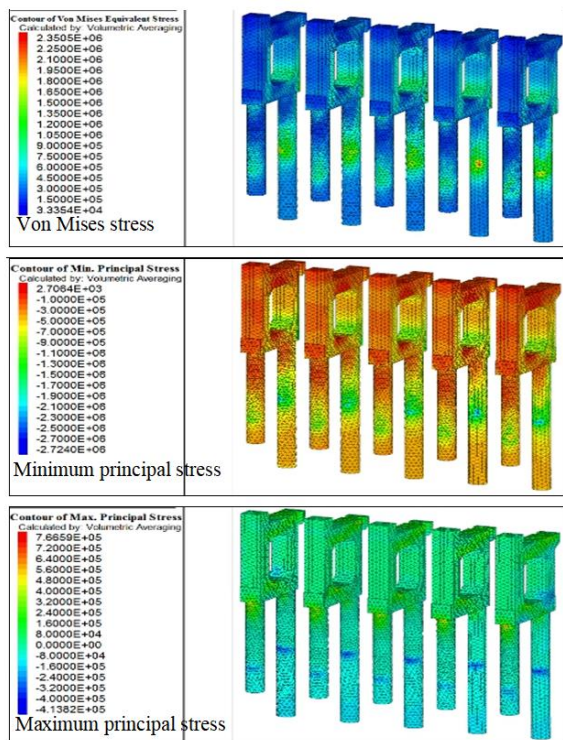 Contour of Von Mises Equivalent Stress
Calculated by: Volumetric Averaging
2.3505E+06
2.2500E+06
2.1000E+06
1.9500E+06
1.8000E+06
1.6500E+06
1.5000E+06
1.3500E+06
1.2000E+06
1.0500E+06
9.0000E+05
7.5000E+05
6.0000E+05
4.5000E+05
3.0000E+05
1.5000E+05
3.3354E+04
Von Mises stress
Contour of Min. Principal Stress
Calculated by: Volumetric Averaging
2.7064E+03
-1.0000E+05
-3.0000E+05
-5.0000E+05
-7.0000E+05
-9.0000E+05
-1.1000E+06
-1.3000E+06
-1.5000E+06
-1.7000E+06
-1.9000E+06
-2.1000E+06
-2.3000E+06
-2.5000E+06
-2.7000E+06
-2.7240E+06
Minimum principal stress
Contour of Max. Principal Stress
Calculated by: Volumetric Averaging
7.6659E+05
7.2000E+05
6.4000E+05
5.6000E+05
4.8000E+05
4.0000E+05
3.2000E+05
2.4000E+05
1.6000E+05
8.0000E+04
0.0000E+00
-8.0000E+04
-1.6000E+05
-2.4000E+05
-3.2000E+05
-4.0000E+05
-4.1382E+05
Maximum principal stress